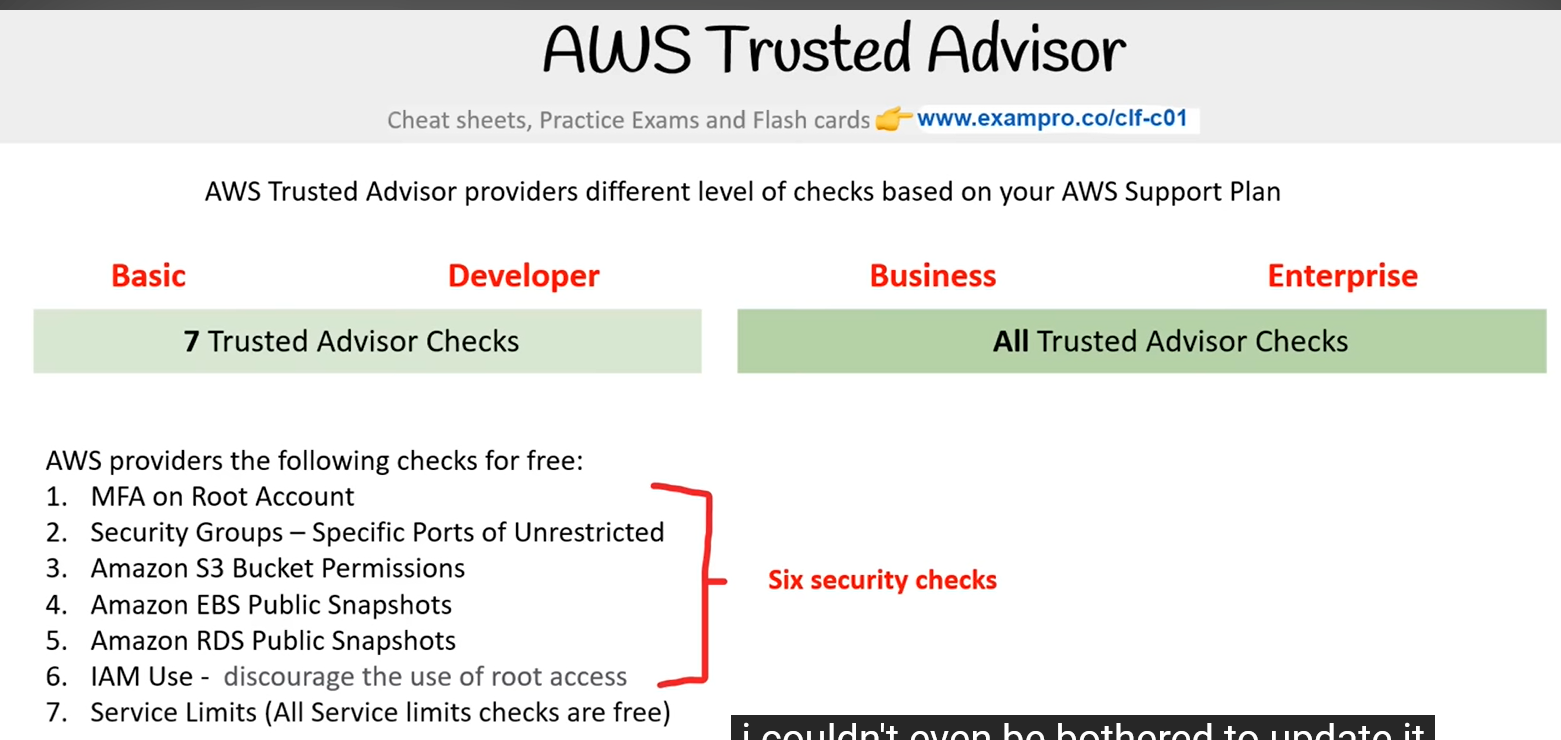 AWS Trusted Advisor
Cheat sheets, Practice Exams and Flash cards 👉 www.exampro.co/clf-c01
AWS Trusted Advisor providers different level of checks based on your AWS Support Plan
Basic Developer Business Enterprise
7 Trusted Advisor Checks All Trusted Advisor Checks
AWS providers the following checks for free:
1. MFA on Root Account
2. Security Groups – Specific Ports of Unrestricted
3. Amazon S3 Bucket Permissions
Six security checks
4. Amazon EBS Public Snapshots
5. Amazon RDS Public Snapshots
6. IAM Use - discourage the use of root access
7. Service Limits (All Service limits checks are free)
i couldn't even be bothered to update it